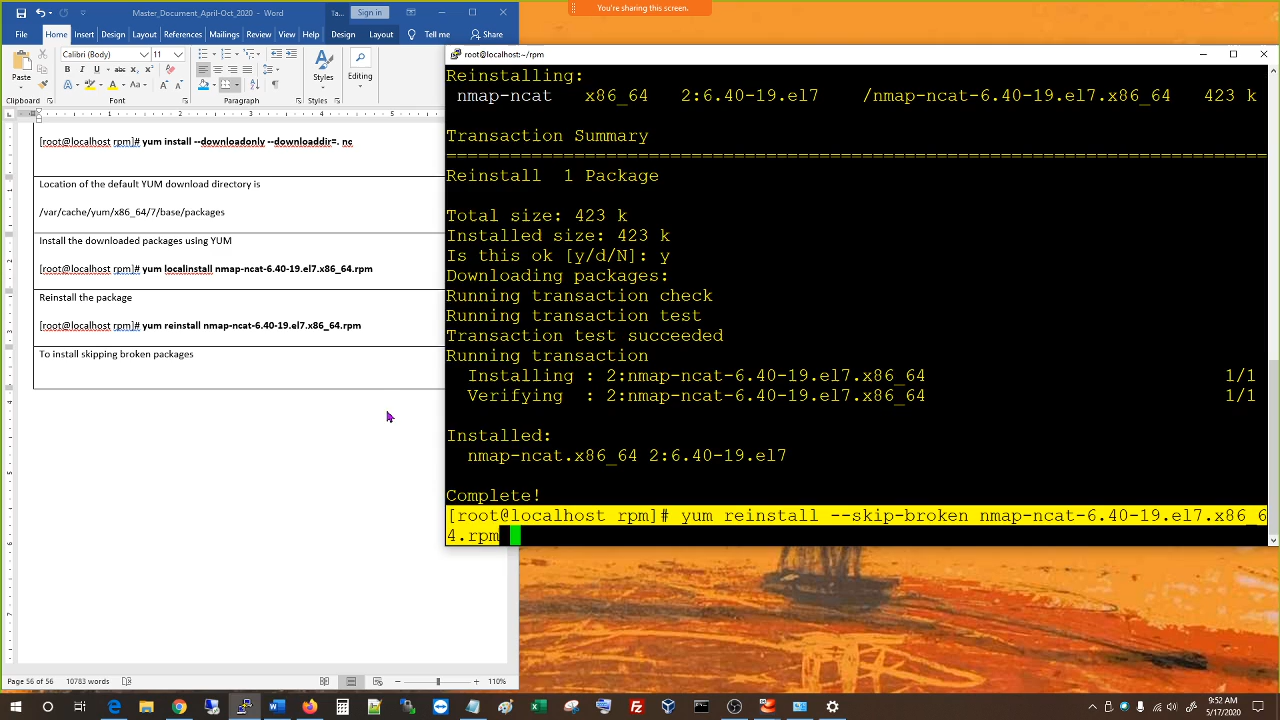 You're sharing this screen.
Master_Document_April-Oct_2020 - Word
Ta...
Sign in
File Home Insert Design Layout References Mailings Review View Help Design Layout Tell me
Calibri (Body) 11
Paste
Styles
Editing
Clipboard Font Paragraph Styles
[root@localhost rpm]# yum install --downloadonly --downloaddir=. nc
Location of the default YUM download directory is
/var/cache/yum/x86_64/7/base/packages
Install the downloaded packages using YUM
[root@localhost rpm]# yum localinstall nmap-ncat-6.40-19.el7.x86_64.rpm
Reinstall the package
[root@localhost rpm]# yum reinstall nmap-ncat-6.40-19.el7.x86_64.rpm
To install skipping broken packages
Page 56 of 56 10783 words
110%
root@localhost:~/rpm
Reinstalling:
nmap-ncat x86_64 2:6.40-19.el7 /nmap-ncat-6.40-19.el7.x86_64 423 k
Transaction Summary
Reinstall 1 Package
Total size: 423 k
Installed size: 423 k
Is this ok [y/d/N]: y
Downloading packages:
Running transaction check
Running transaction test
Transaction test succeeded
Running transaction
Installing : 2:nmap-ncat-6.40-19.el7.x86_64 1/1
Verifying : 2:nmap-ncat-6.40-19.el7.x86_64 1/1
Installed:
nmap-ncat.x86_64 2:6.40-19.el7
Complete!
[root@localhost rpm]# yum reinstall --skip-broken nmap-ncat-6.40-19.el7.x86_6
4.rpm
9:52 AM
5/17/2020